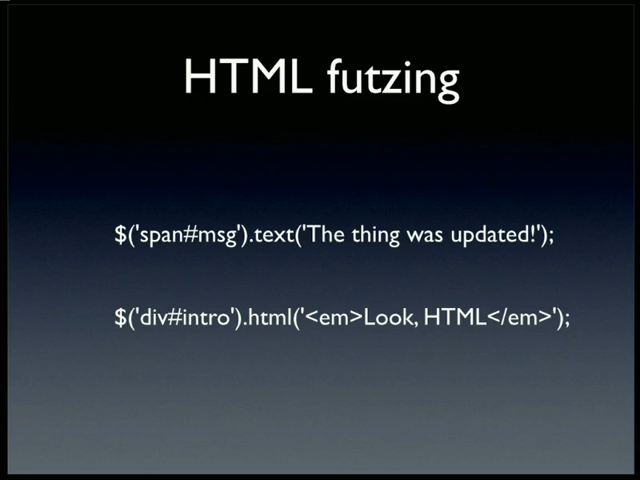 HTML futzing
$('span#msg').text('The thing was updated!');
$('div#intro').html('<em>Look, HTML</em>');